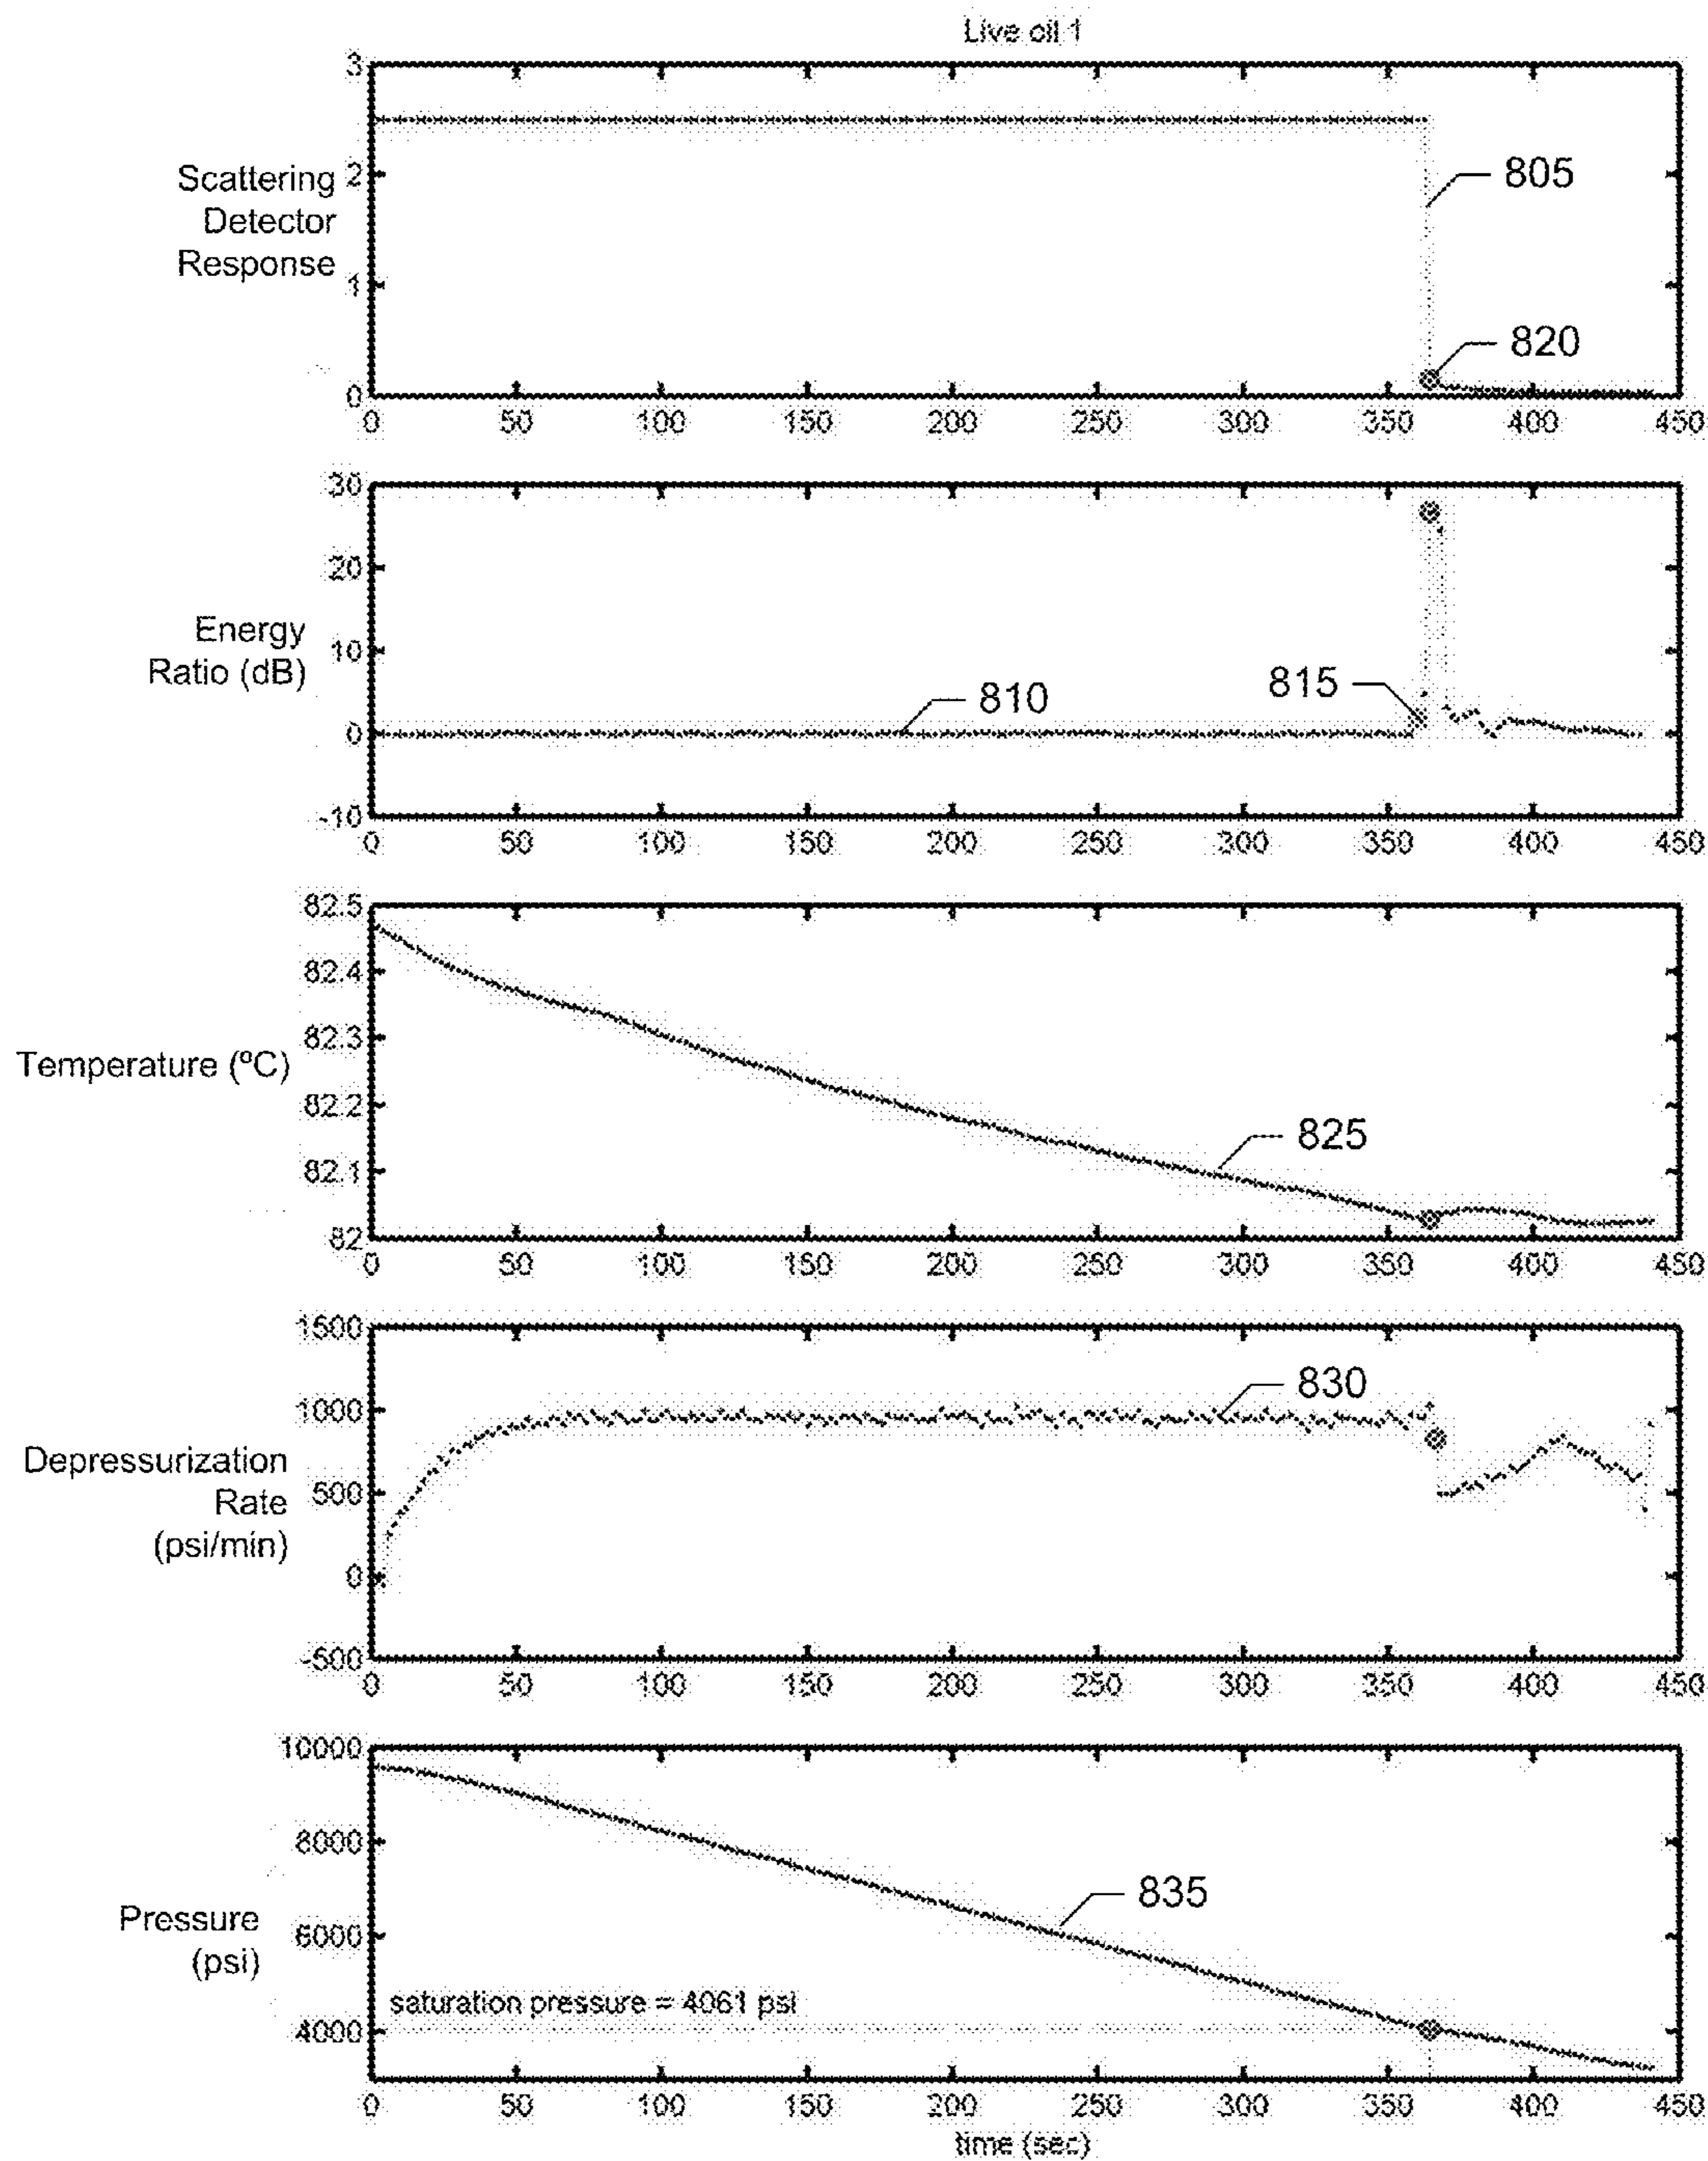 Live oil 1
3
Scattering
Detector
Response
2
1
0
805
820
0 50 100 150 200 250 300 350 400 450
30
20
10
0
-10
Energy
Ratio (dB)
810
815
0 50 100 150 200 250 300 350 400 450
82.5
82.4
82.3
82.2
82.1
82
Temperature (ºC)
825
0 50 100 150 200 250 300 350 400 450
1500
1000
500
0
-500
Depressurization
Rate
(psi/min)
830
0 50 100 150 200 250 300 350 400 450
10000
8000
6000
4000
Pressure
(psi)
835
saturation pressure = 4061 psi
0 50 100 150 200 250 300 350 400 450
time (sec)